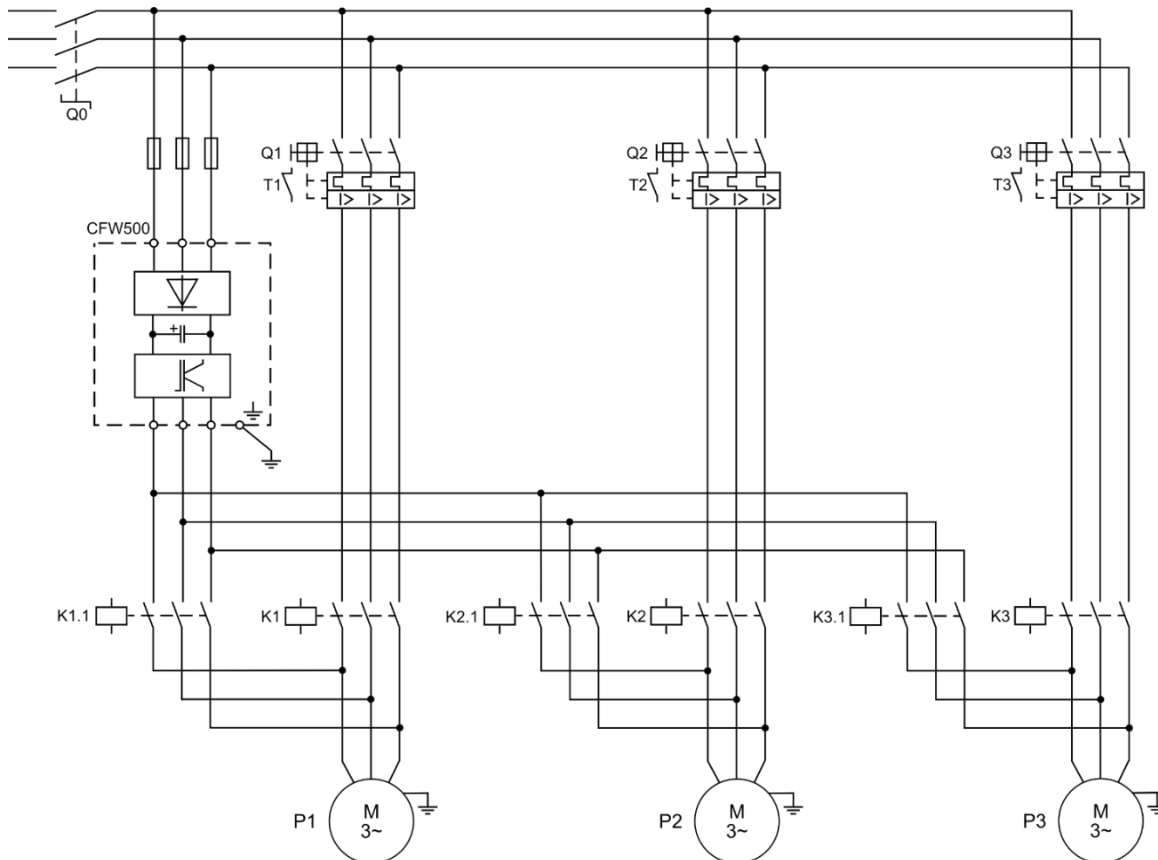 Q0
Q1
Q2
Q3
T1
T2
T3
I> I> I>
I> I> I>
I> I> I>
CFW500
+
K1.1
K1
K2.1
K2
K3.1
K3
P1
M
3~
P2
M
3~
P3
M
3~